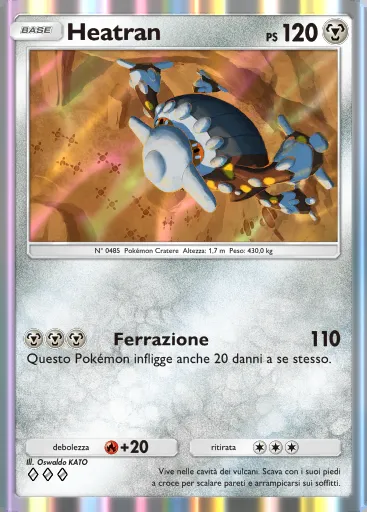 BASE Heatran PS 120
N° 0485 Pokémon Cratere Altezza: 1,7 m Peso: 430,0 kg
Ferrazione 110
Questo Pokémon infligge anche 20 danni a se stesso.
debolezza +20 ritirata
Ill. Oswaldo KATO
Vive nelle cavità dei vulcani. Scava con i suoi piedi
a croce per scalare pareti e arrampicarsi sui soffitti.